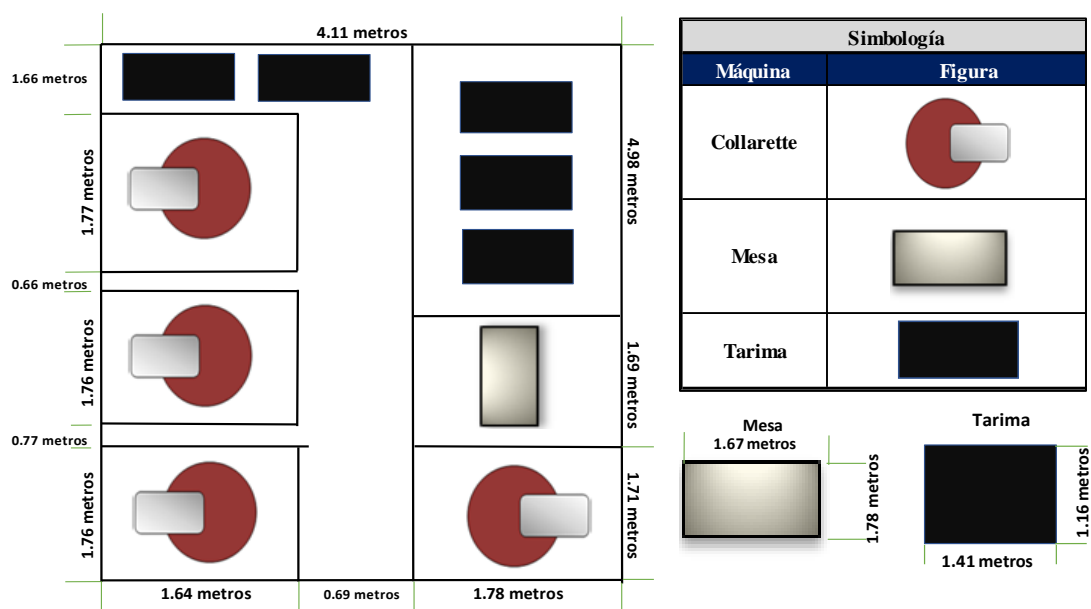 4.11 metros
1.66 metros
1.77 metros
0.66 metros
1.76 metros
0.77 metros
1.76 metros
1.64 metros
0.69 metros
1.78 metros
4.98 metros
1.69 metros
1.71 metros
Simbología
Máquina Figura
Collarette
Mesa
Tarima
Mesa
1.67 metros
1.78 metros
Tarima
1.16 metros
1.41 metros